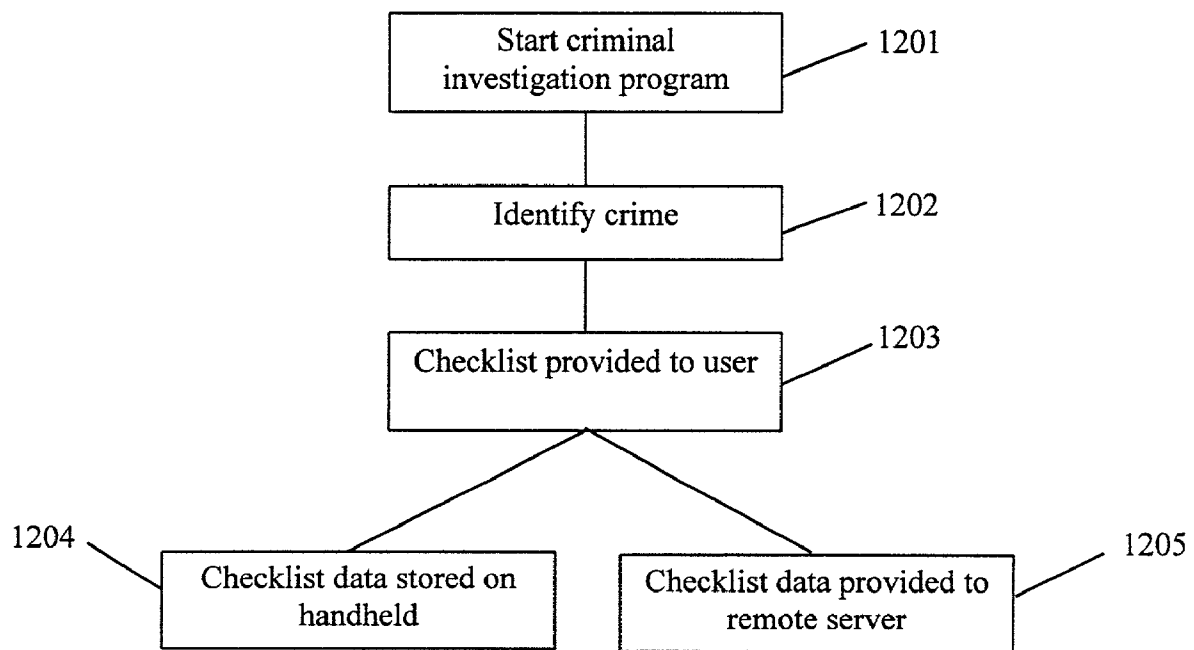 Start criminal
investigation program
1201
Identify crime
1202
Checklist provided to user
1203
1204
Checklist data stored on
handheld
Checklist data provided to
remote server
1205